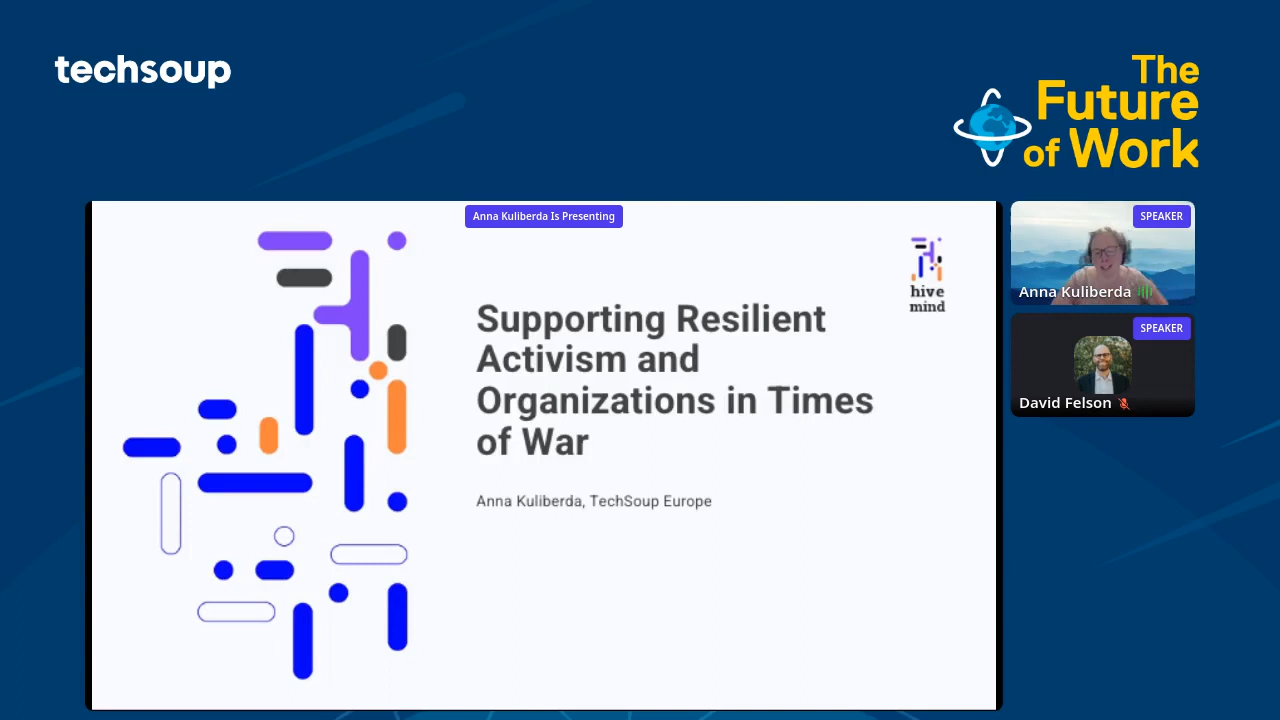 techsoup
The
Future
of Work
Anna Kuliberda Is Presenting
hive
mind
Supporting Resilient
Activism and
Organizations in Times
of War
Anna Kuliberda, TechSoup Europe
SPEAKER
Anna Kuliberda
SPEAKER
David Felson